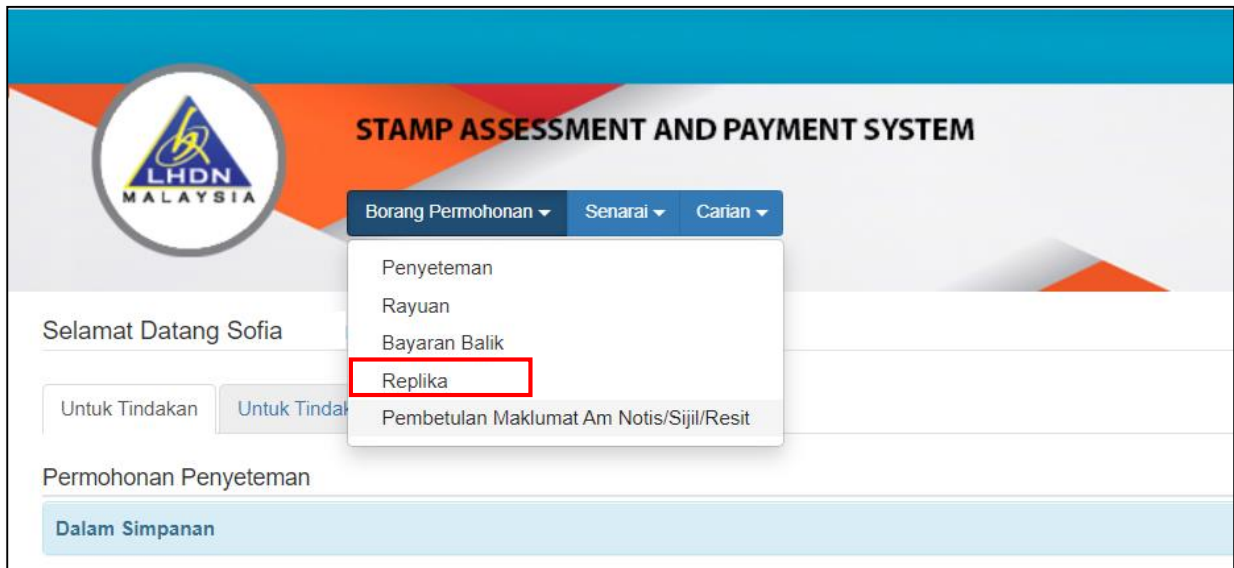 STAMP ASSESSMENT AND PAYMENT SYSTEM
LHDN
MALAYSIA
Borang Permohonan Senarai Carian
Penyeteman
Rayuan
Bayaran Balik
Replika
Pembetulan Maklumat Am Notis/Sijil/Resit
Selamat Datang Sofia
Untuk Tindakan Untuk
Permohonan Penyeteman
Dalam Simpanan